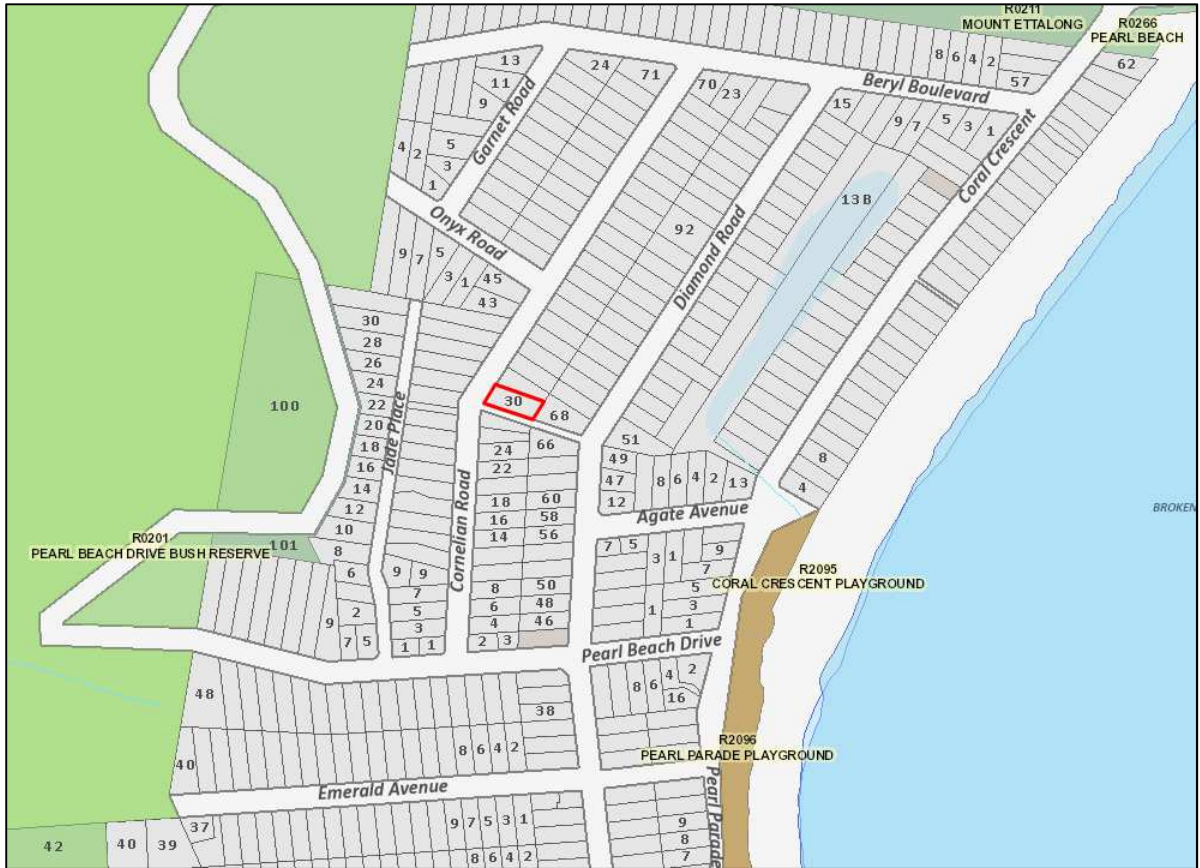 R0211
MOUNT ETTALONG
R0266
PEARL BEACH
8 6 4 2
57
62
13
11
9
24
71
70
23
Beryl Boulevard
15
9 7 5 3 1
Garnet Road
4 2
5
3
1
Coral Crescent
13B
Onyx Road
92
Diamond Road
9 7 5
3 1
45
43
30
28
26
24
22
20
18
16
14
12
10
8
6
2
9
7 5
100
Jade Place
30
68
24
22
66
51
49
47
12
8 6 4 2 13
8
4
18
16
14
60
58
56
Agate Avenue
BROKEN
Cornelian Road
R0201
PEARL BEACH DRIVE BUSH RESERVE
101
7 5
3 1
9
7
5
3
1
1
R2095
CORAL CRESCENT PLAYGROUND
9 9
7
5
3
1 1
8
6
4
2 3
50
48
46
Pearl Beach Drive
48
8 6 4 2
16
38
R2096
PEARL PARADE PLAYGROUND
8 6 4 2
40
Emerald Avenue
Pearl Parade
37
9 7 5 3 1
9
8
7
42
40 39
8 6 4 2